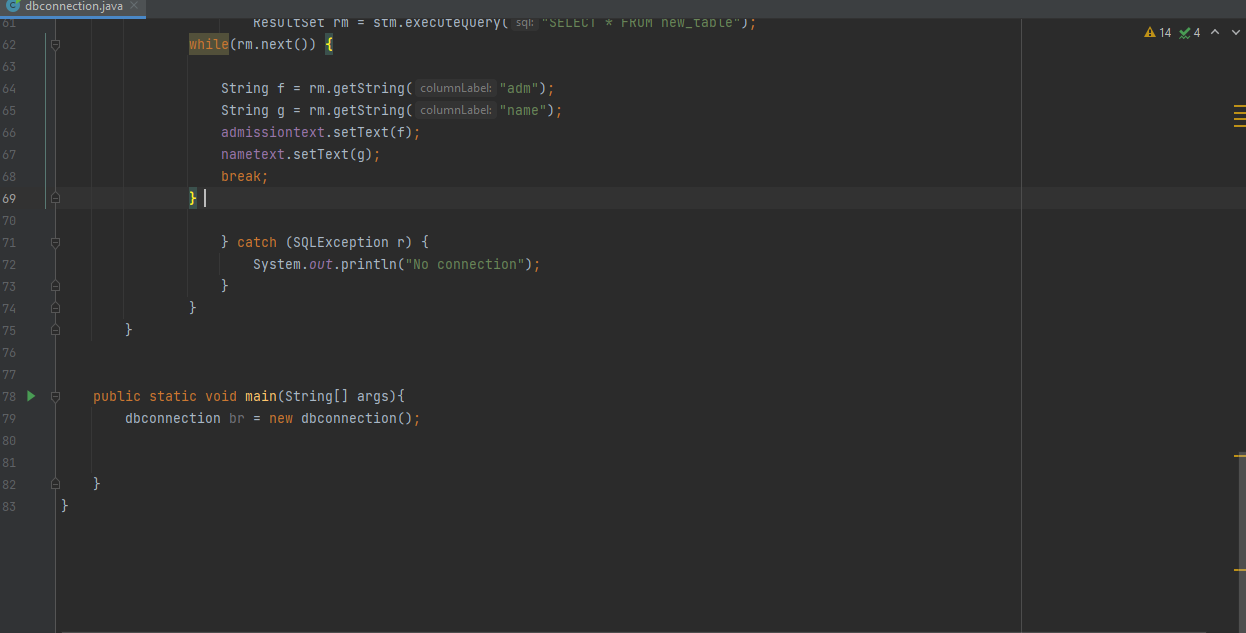 dbconnection.java
61 ResultSet rm = stm.executeQuery( sql: "SELECT * FROM new_table");
14 4
62 while(rm.next()) {
63
64 String f = rm.getString( columnLabel: "adm");
65 String g = rm.getString( columnLabel: "name");
66 admissiontext.setText(f);
67 nametext.setText(g);
68 break;
69 }
70
71 } catch (SQLException r) {
72 System.out.println("No connection");
73 }
74 }
75 }
76
77
78 public static void main(String[] args){
79 dbconnection br = new dbconnection();
80
81
82 }
83 }